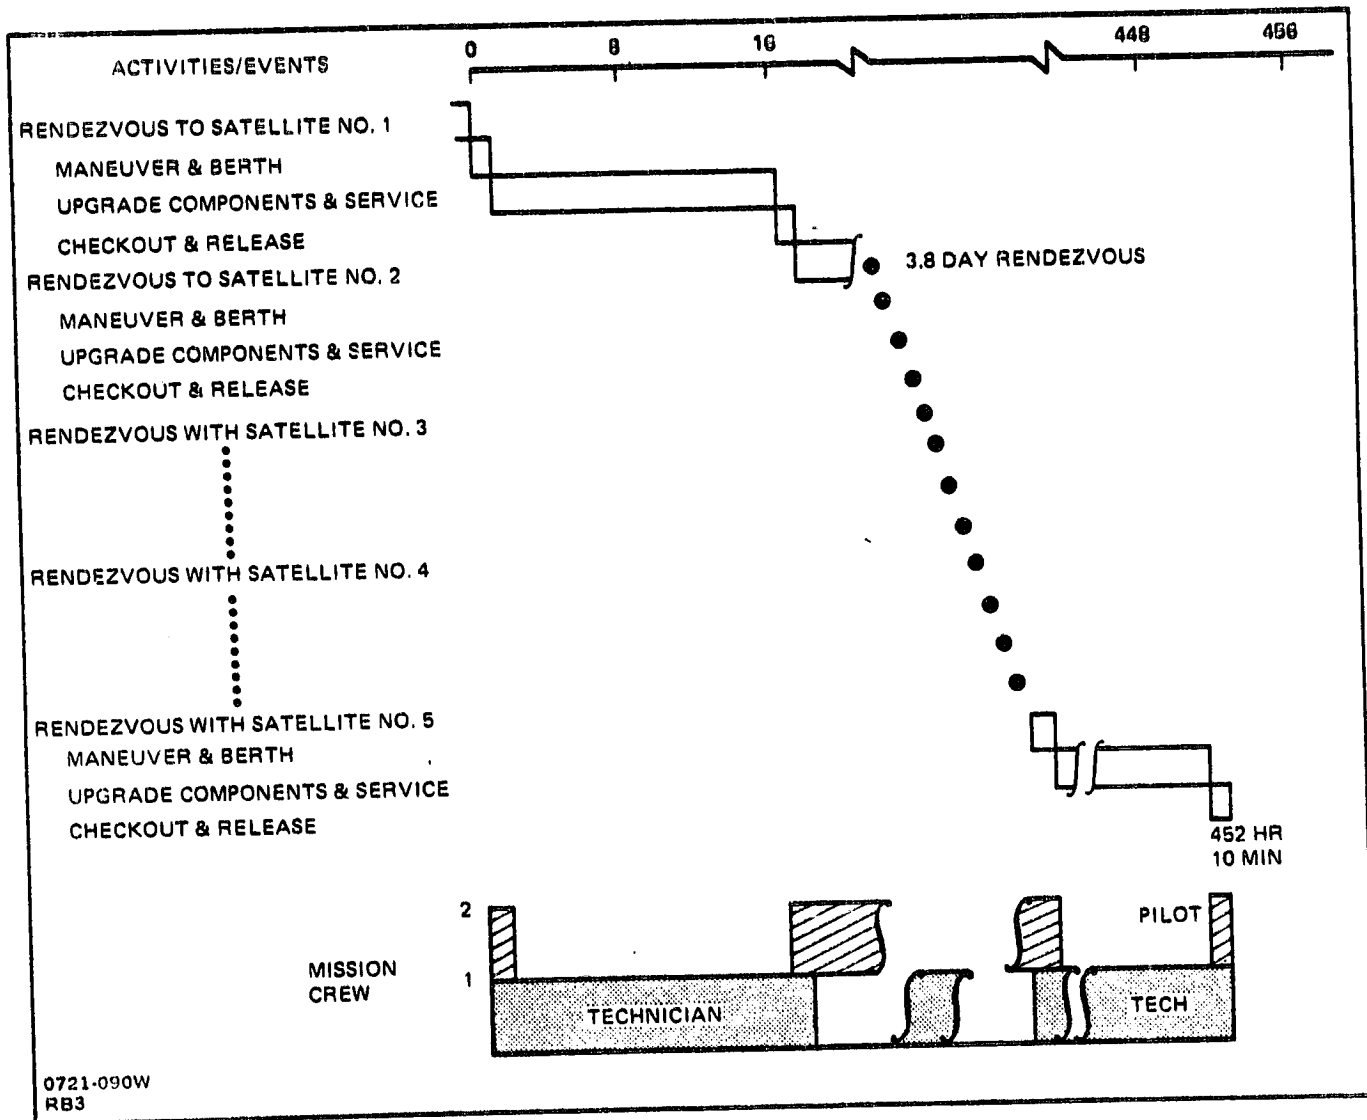 0 8 16 448 456
ACTIVITIES/EVENTS
RENDEZVOUS TO SATELLITE NO. 1
MANEUVER & BERTH
UPGRADE COMPONENTS & SERVICE
CHECKOUT & RELEASE
RENDEZVOUS TO SATELLITE NO. 2
3.8 DAY RENDEZVOUS
MANEUVER & BERTH
UPGRADE COMPONENTS & SERVICE
CHECKOUT & RELEASE
RENDEZVOUS WITH SATELLITE NO. 3
RENDEZVOUS WITH SATELLITE NO. 4
RENDEZVOUS WITH SATELLITE NO. 5
MANEUVER & BERTH
UPGRADE COMPONENTS & SERVICE
CHECKOUT & RELEASE
452 HR
10 MIN
2
PILOT
MISSION
CREW
1
TECHNICIAN
TECH
0721-090W
RB3